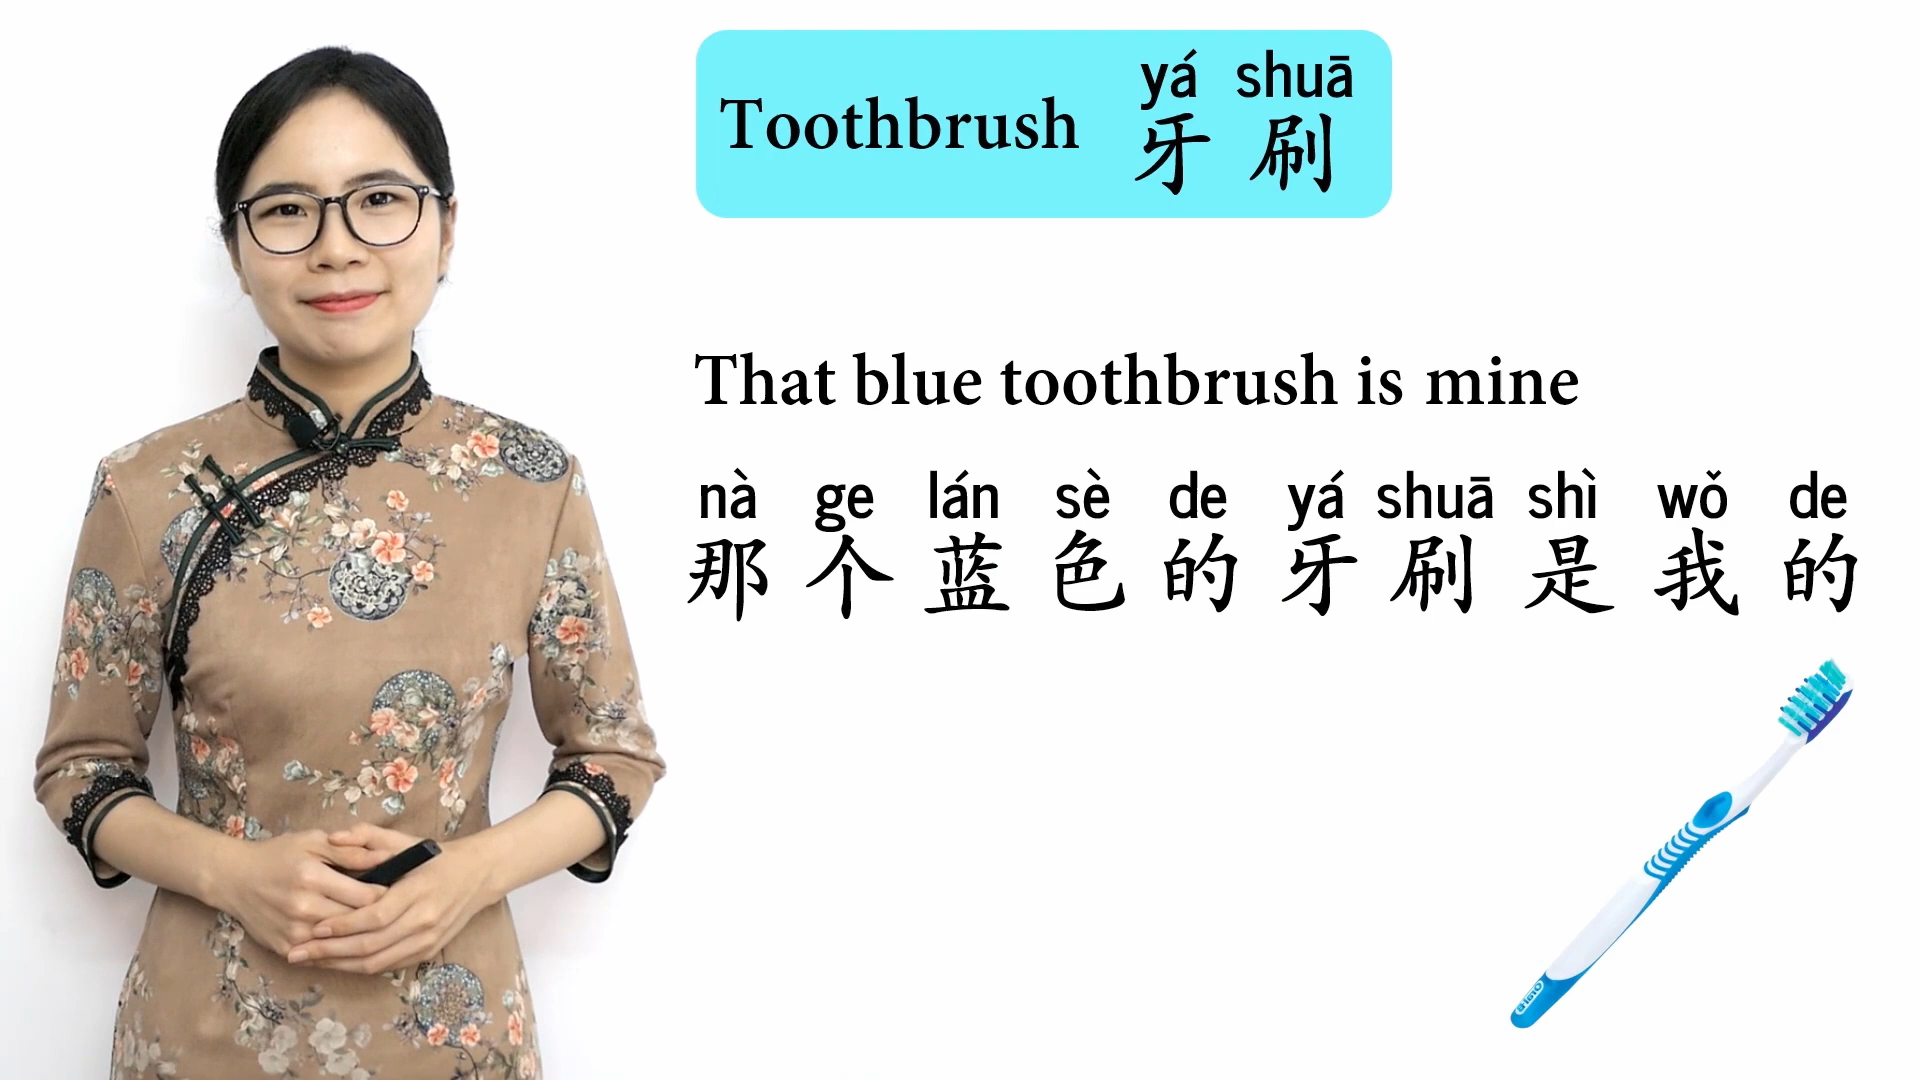 Toothbrush
yá shuā
牙 刷
That blue toothbrush is mine
nà ge lán sè de yá shuā shì wǒ de
那 个 蓝 色 的 牙 刷 是 我 的
Oral-B